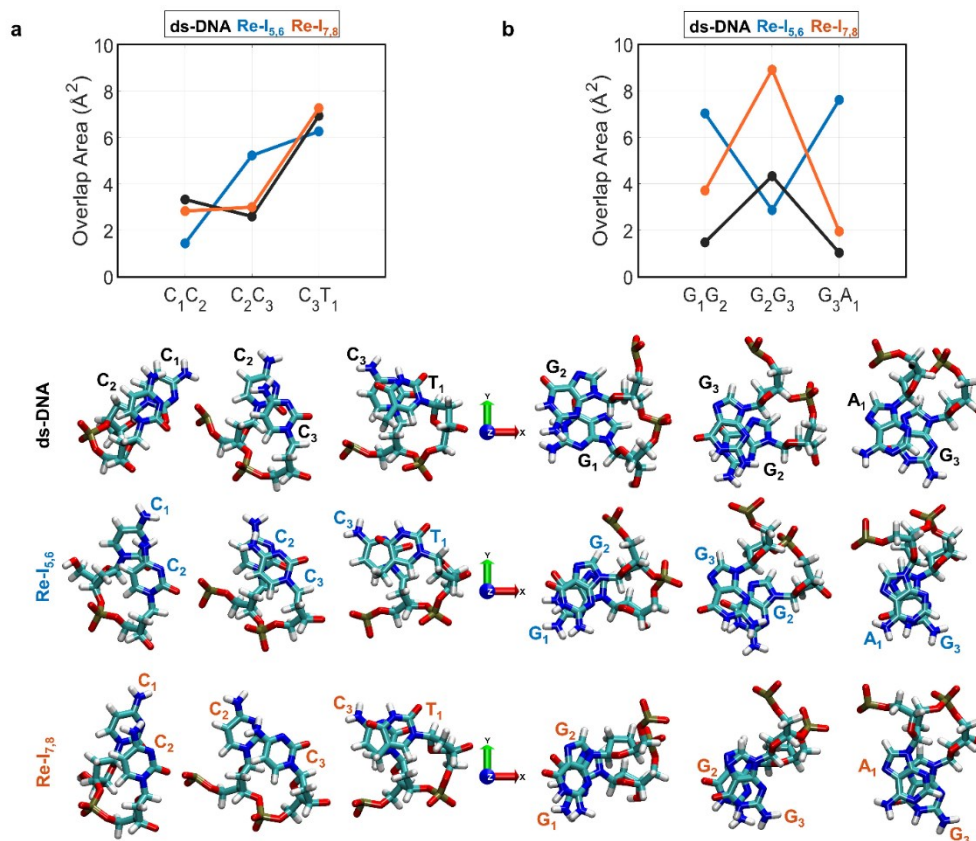 a
ds-DNA Re-I5,6 Re-I7,8
Overlap Area (Å²)
10
8
6
4
2
0
C1C2
C2C3
C3T1
b
ds-DNA Re-I5,6 Re-I7,8
Overlap Area (Å²)
10
8
6
4
2
0
G1G2
G2G3
G3A1
ds-DNA
C1
C2
C2
C3
C3
T1
Y
Z
X
G2
G1
G3
G2
A1
G3
Re-I5,6
C1
C2
C2
C3
C3
T1
Y
Z
X
G2
G1
G3
G2
A1
G3
Re-I7,8
C1
C2
C2
C3
C3
T1
Y
Z
X
G2
G1
G2
G3
A1
G3